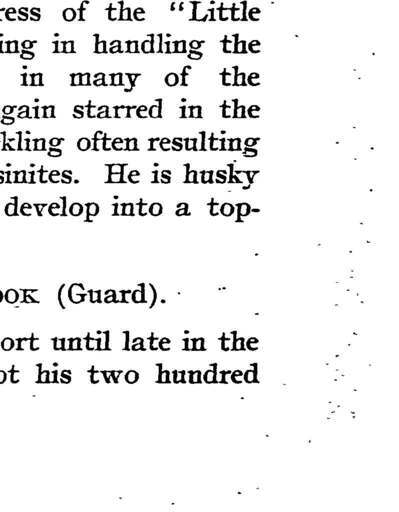 ress of the "Little
ing in handling the
in many of the
gain starred in the
kling often resulting
sinites. He is husky
develop into a top-
OOK (Guard).
ort until late in the
ot his two hundred